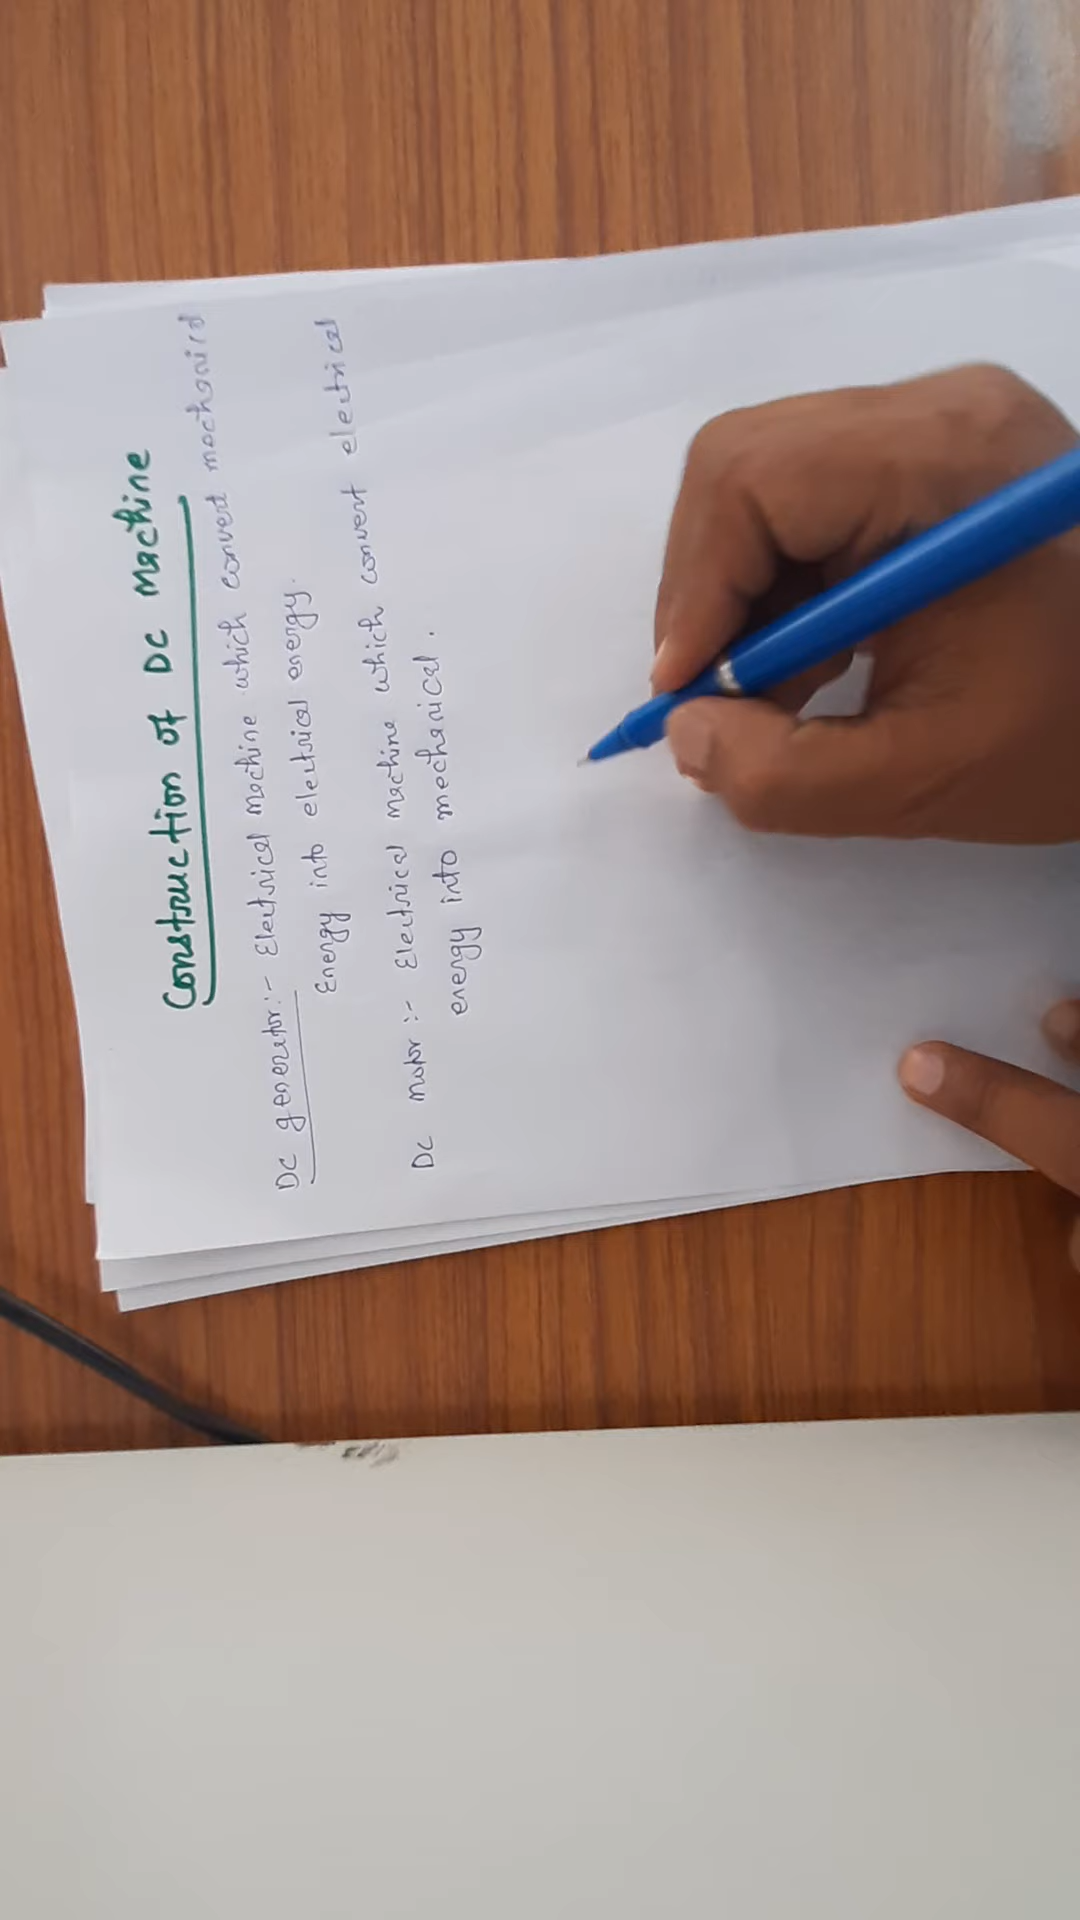 Construction of DC Machine
DC generator:- Electrical Machine which convert mechanical
Energy into electrical energy.
DC motor :- Electrical Machine which convert electrical
energy into mechanical.